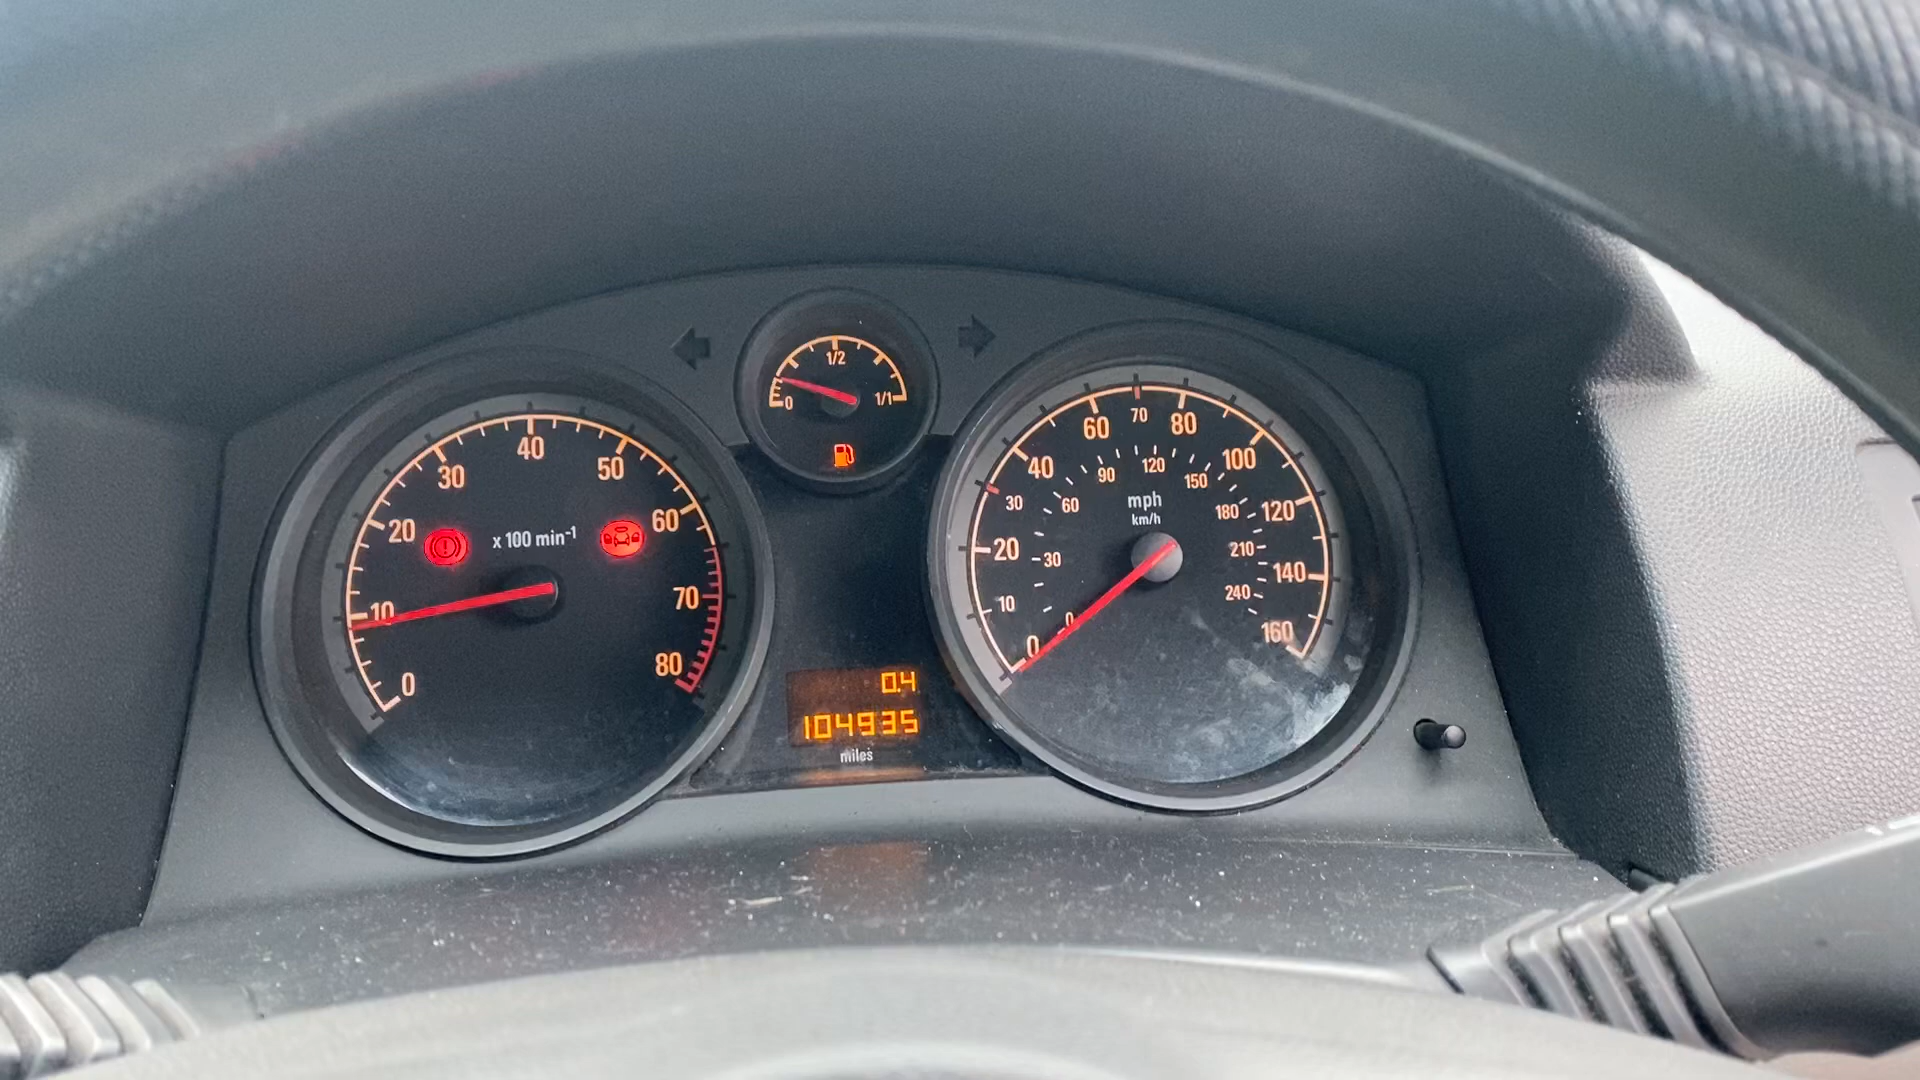 0 1/2 1/1
0 10 20 30 40 50 60 70 80
x 100 min-1
0 10 20 30 40 60 70 80 100 120 140 160
mph
km/h
0 30 60 90 120 150 180 210 240
0.4
104935
miles